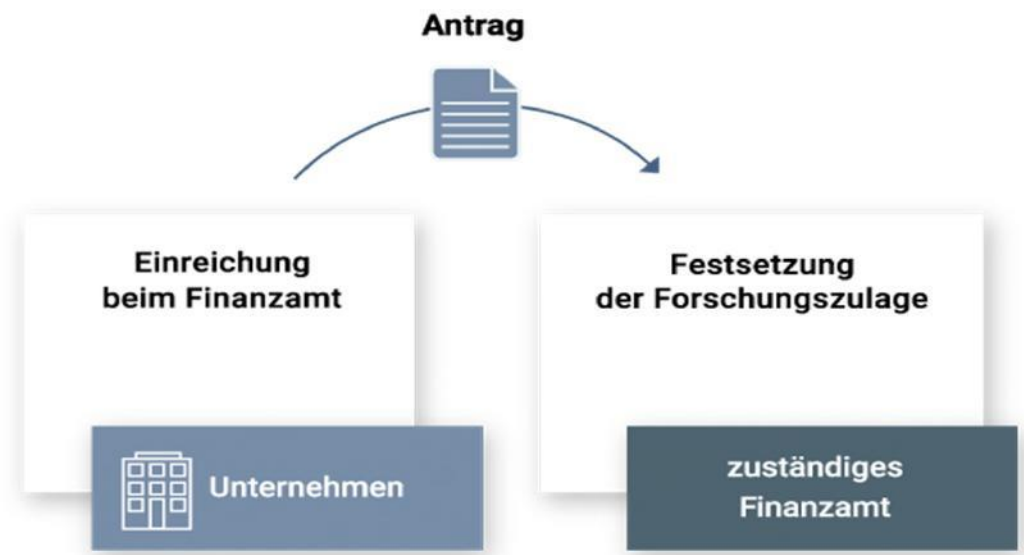 Antrag
Einreichung
beim Finanzamt
Unternehmen
Festsetzung
der Forschungszulage
zuständiges
Finanzamt